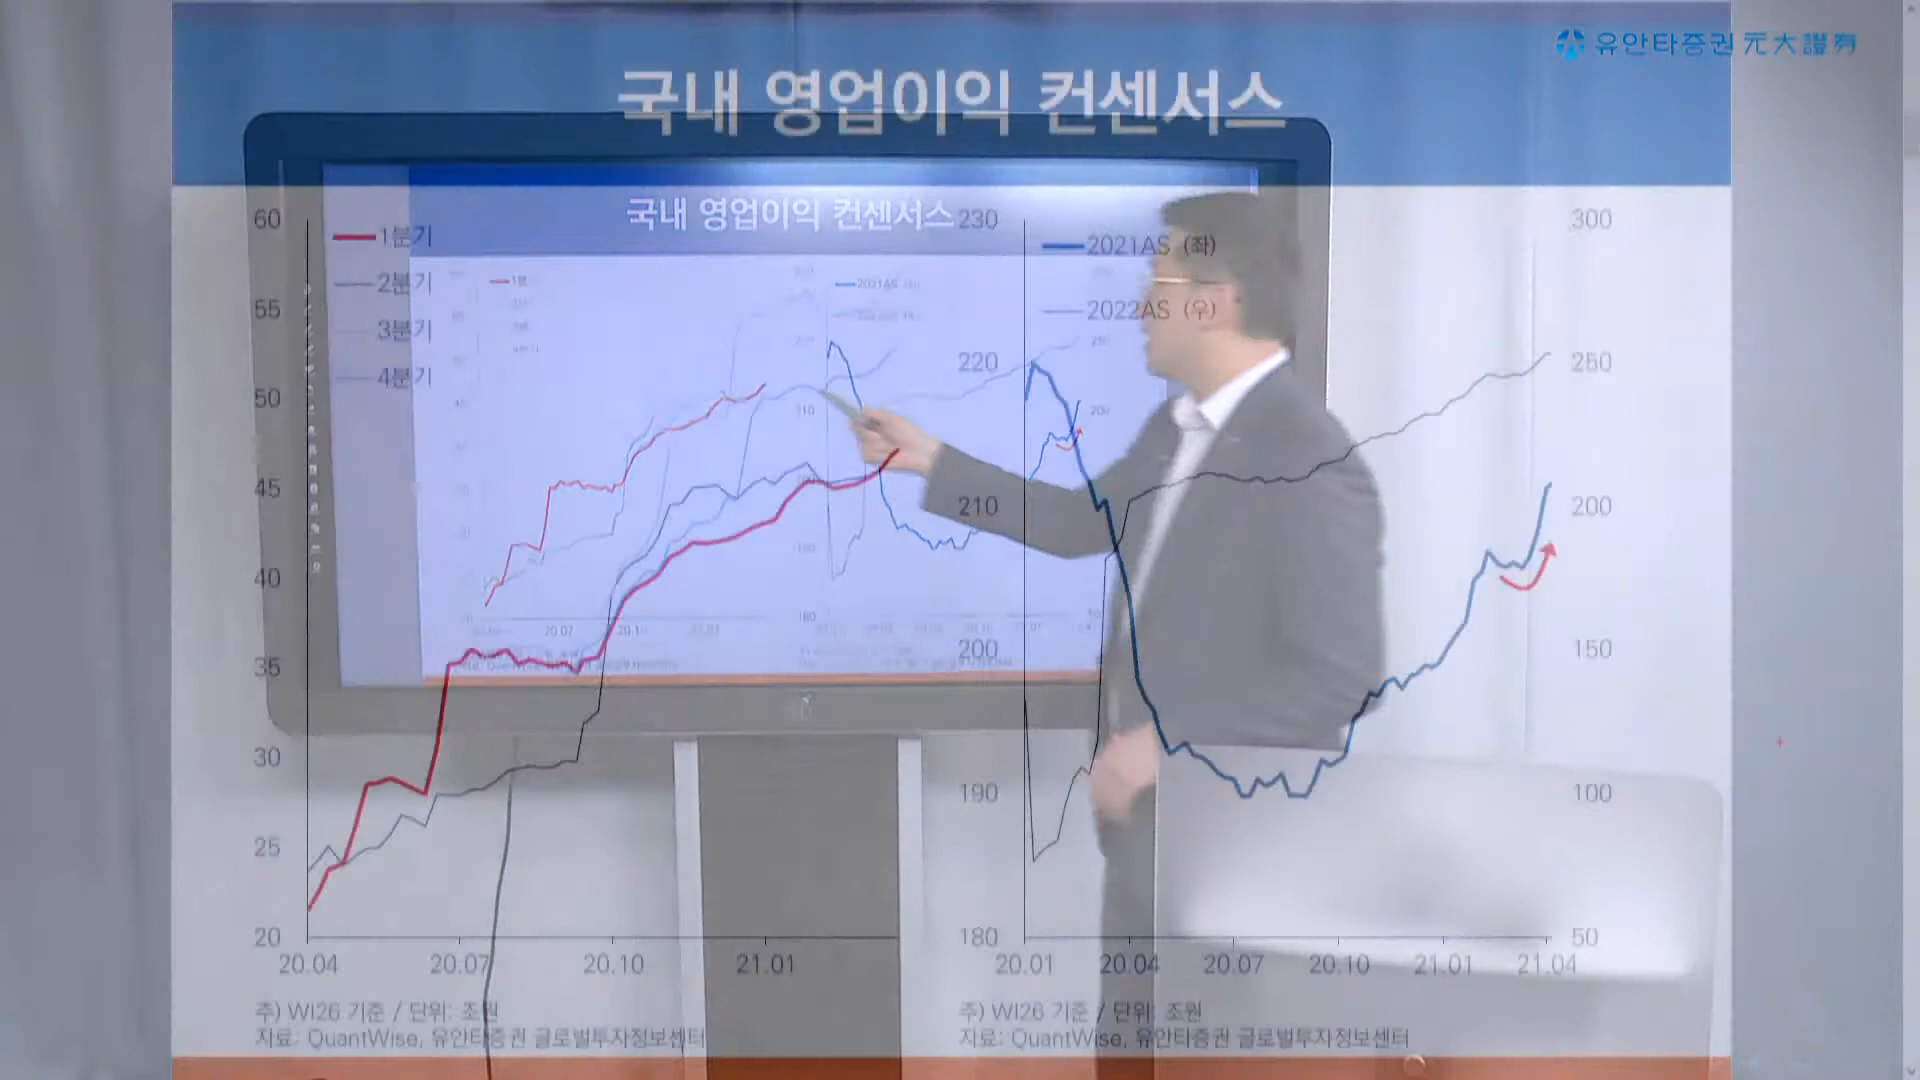 유안타증권 元大證券
국내 영업이익 컨센서스
국내 영업이익 컨센서스
1분기
2분기
3분기
4분기
60
55
50
45
40
35
30
25
20
20.04 20.07 20.10 21.01
주) WI26 기준 / 단위: 조원
자료: QuantWise, 유안타증권 글로벌투자정보센터
2021AS (좌)
2022AS (우)
230
220
210
200
190
180
300
250
200
150
100
50
20.01 20.04 20.07 20.10 21.01 21.04
주) WI26 기준 / 단위: 조원
자료: QuantWise, 유안타증권 글로벌투자정보센터